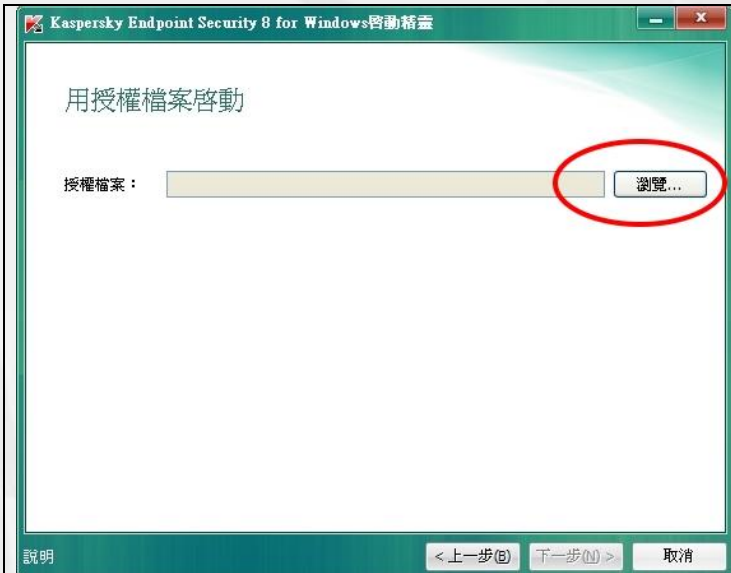 Kaspersky Endpoint Security 8 for Windows啓動精靈
用授權檔案啓動
授權檔案：
瀏覽...
說明
<上一步(B)
下一步(N)>
取消